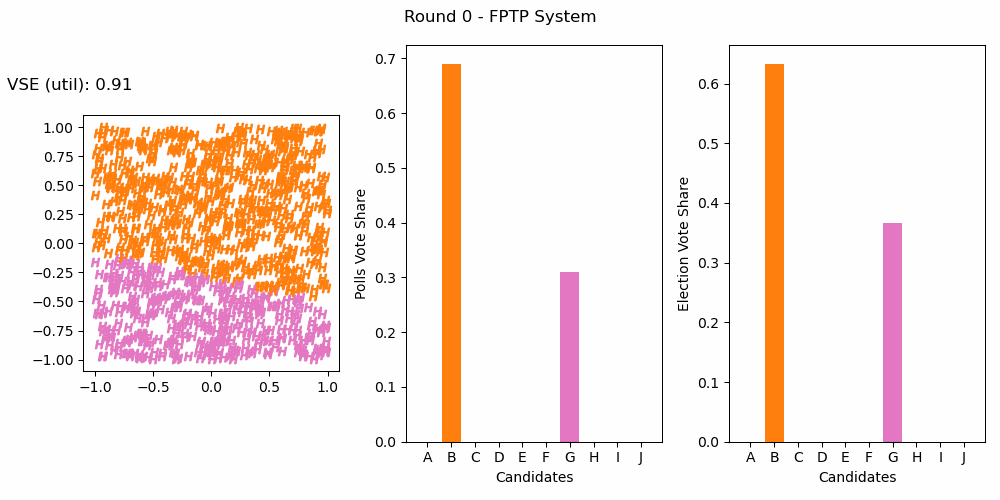 Round 0 - FPTP System
VSE (util): 0.91
1.00
0.75
0.50
0.25
0.00
−0.25
−0.50
−0.75
−1.00
−1.0 −0.5 0.0 0.5 1.0
Polls Vote Share
0.7
0.6
0.5
0.4
0.3
0.2
0.1
0.0
A B C D E F G H I J
Candidates
Election Vote Share
0.6
0.5
0.4
0.3
0.2
0.1
0.0
A B C D E F G H I J
Candidates